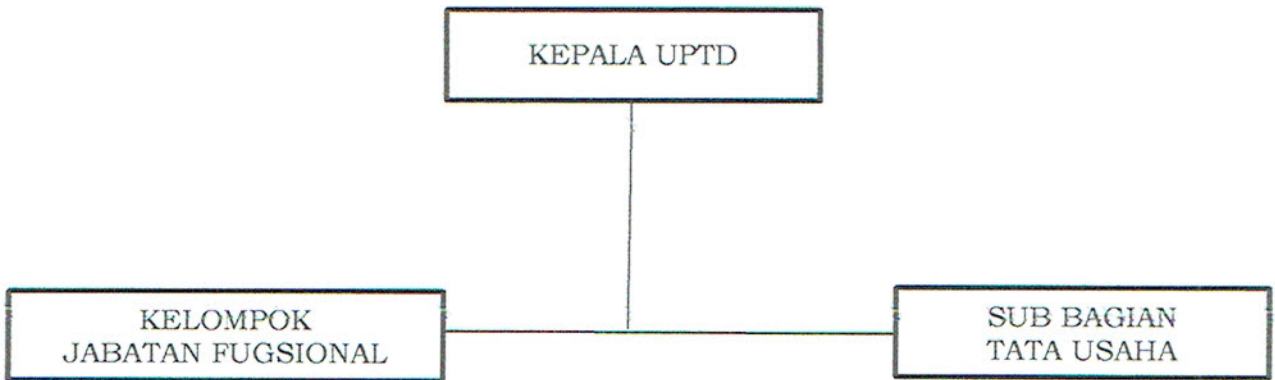 KEPALA UPTD
KELOMPOK
JABATAN FUGSIONAL
SUB BAGIAN
TATA USAHA